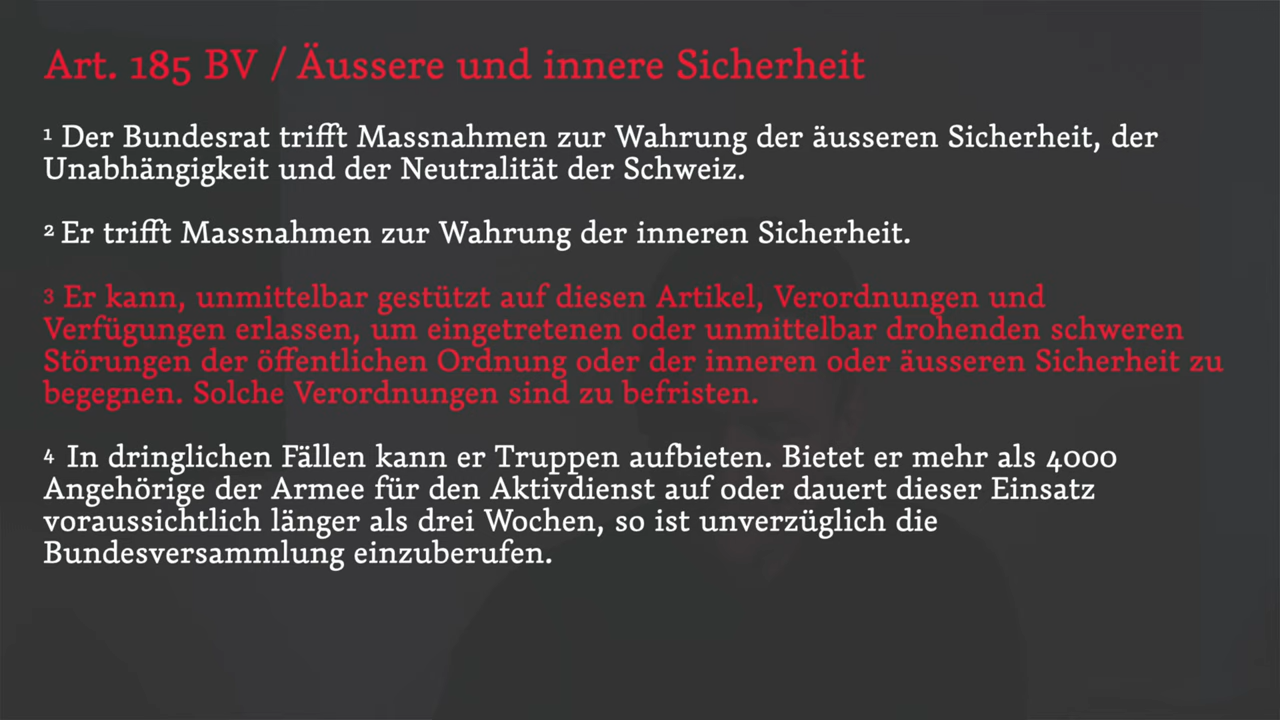 Art. 185 BV / Äussere und innere Sicherheit
¹ Der Bundesrat trifft Massnahmen zur Wahrung der äusseren Sicherheit, der
Unabhängigkeit und der Neutralität der Schweiz.
² Er trifft Massnahmen zur Wahrung der inneren Sicherheit.
³ Er kann, unmittelbar gestützt auf diesen Artikel, Verordnungen und
Verfügungen erlassen, um eingetretenen oder unmittelbar drohenden schweren
Störungen der öffentlichen Ordnung oder der inneren oder äusseren Sicherheit zu
begegnen. Solche Verordnungen sind zu befristen.
⁴ In dringlichen Fällen kann er Truppen aufbieten. Bietet er mehr als 4000
Angehörige der Armee für den Aktivdienst auf oder dauert dieser Einsatz
voraussichtlich länger als drei Wochen, so ist unverzüglich die
Bundesversammlung einzuberufen.